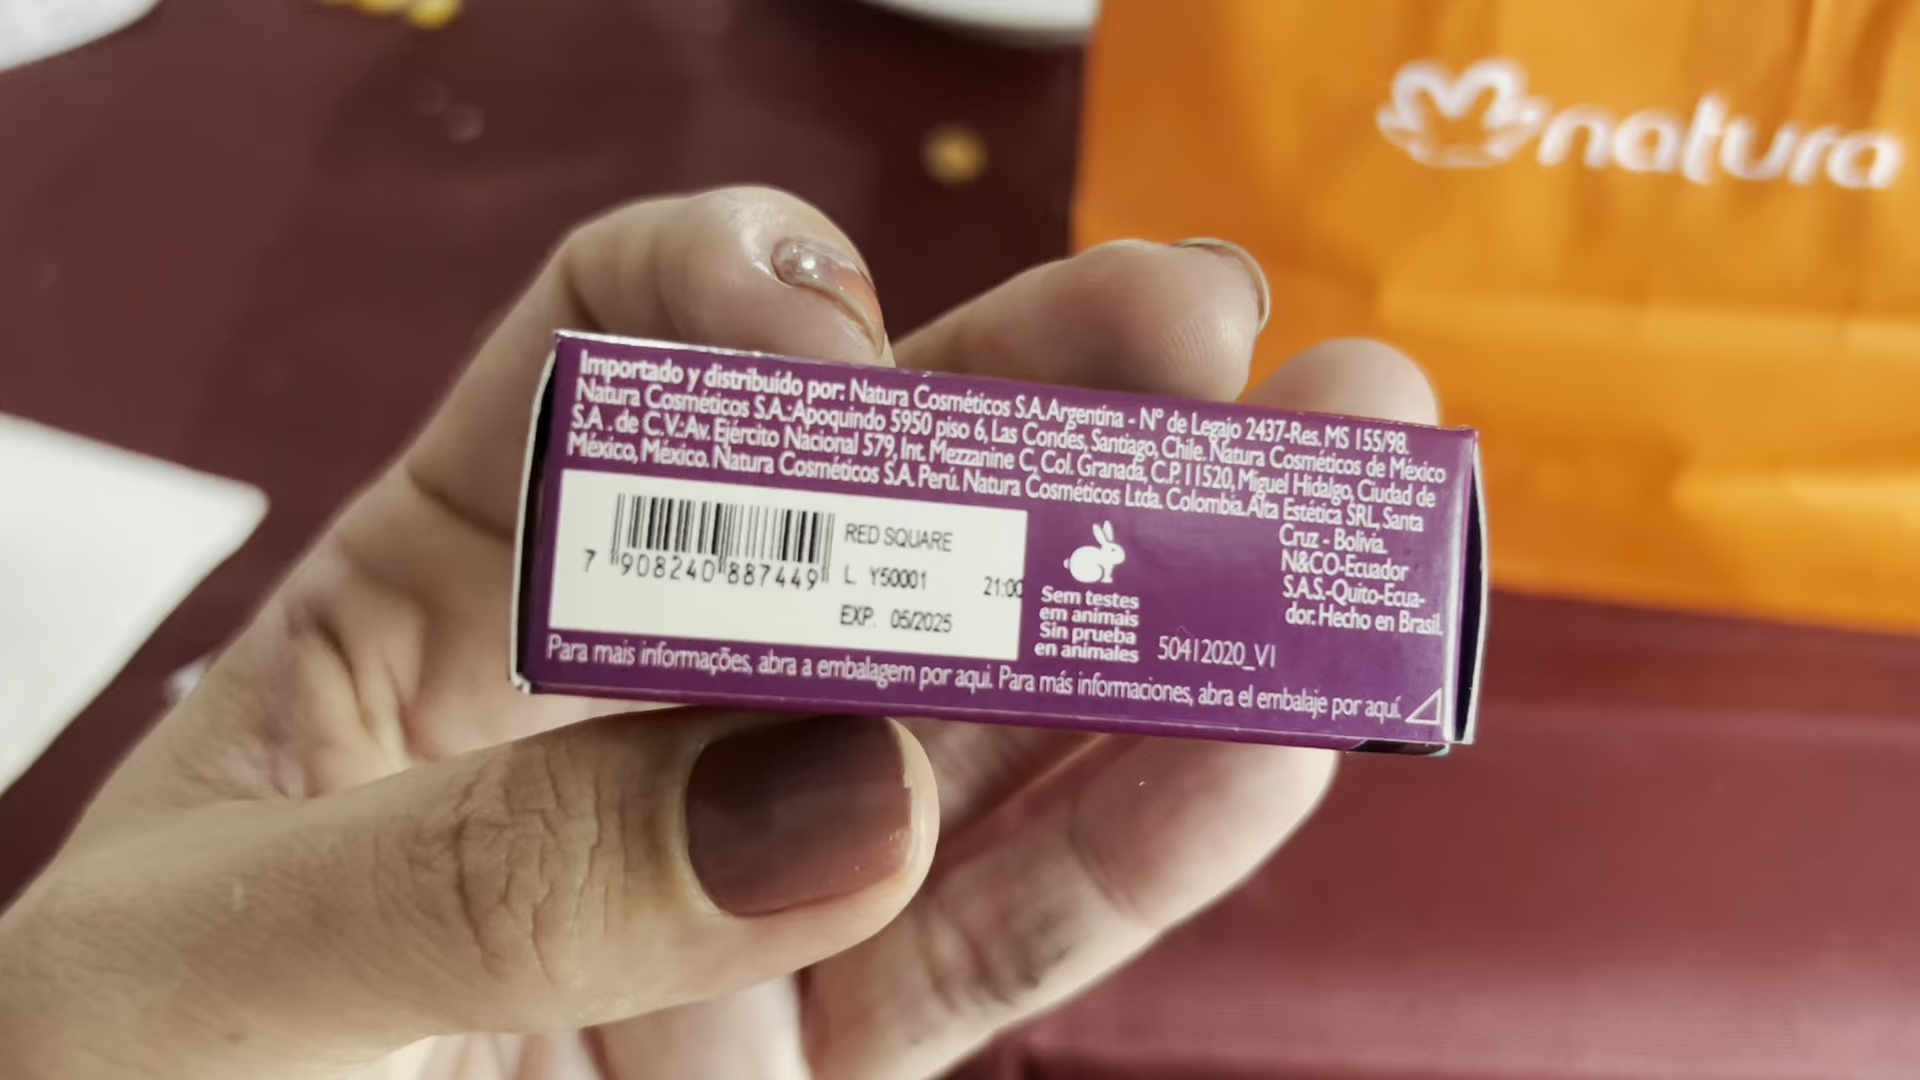 natura
Importado y distribuído por: Natura Cosméticos S.A. Argentina - N° de Legajo 2437-Res. MS 155/98.
Natura Cosméticos S.A.: Apoquindo 5950 piso 6, Las Condes, Santiago, Chile. Natura Cosméticos de México
S.A. de C.V.: Av. Ejército Nacional 579, Int. Mezzanine C, Col. Granada, C.P. 11520, Miguel Hidalgo, Ciudad de
México, México. Natura Cosméticos S.A. Perú. Natura Cosméticos Ltda. Colombia. Alta Estética SRL, Santa
Cruz - Bolivia.
N&CO-Ecuador
S.A.S.-Quito-Ecua-
dor. Hecho en Brasil.
RED SQUARE
L. Y50001 21:00
EXP. 05/2025
7 908240 887449
Sem testes
em animais
Sin prueba
en animales
50412020_V1
Para mais informações, abra a embalagem por aqui. Para más informaciones, abra el embalaje por aquí.